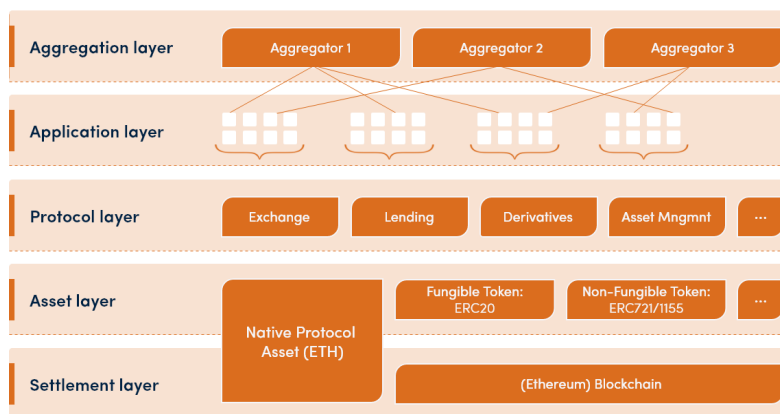 Aggregation layer
Aggregator 1
Aggregator 2
Aggregator 3
Application layer
Protocol layer
Exchange
Lending
Derivatives
Asset Mngmnt
...
Asset layer
Native Protocol
Asset (ETH)
Fungible Token:
ERC20
Non-Fungible Token:
ERC721/1155
...
Settlement layer
(Ethereum) Blockchain